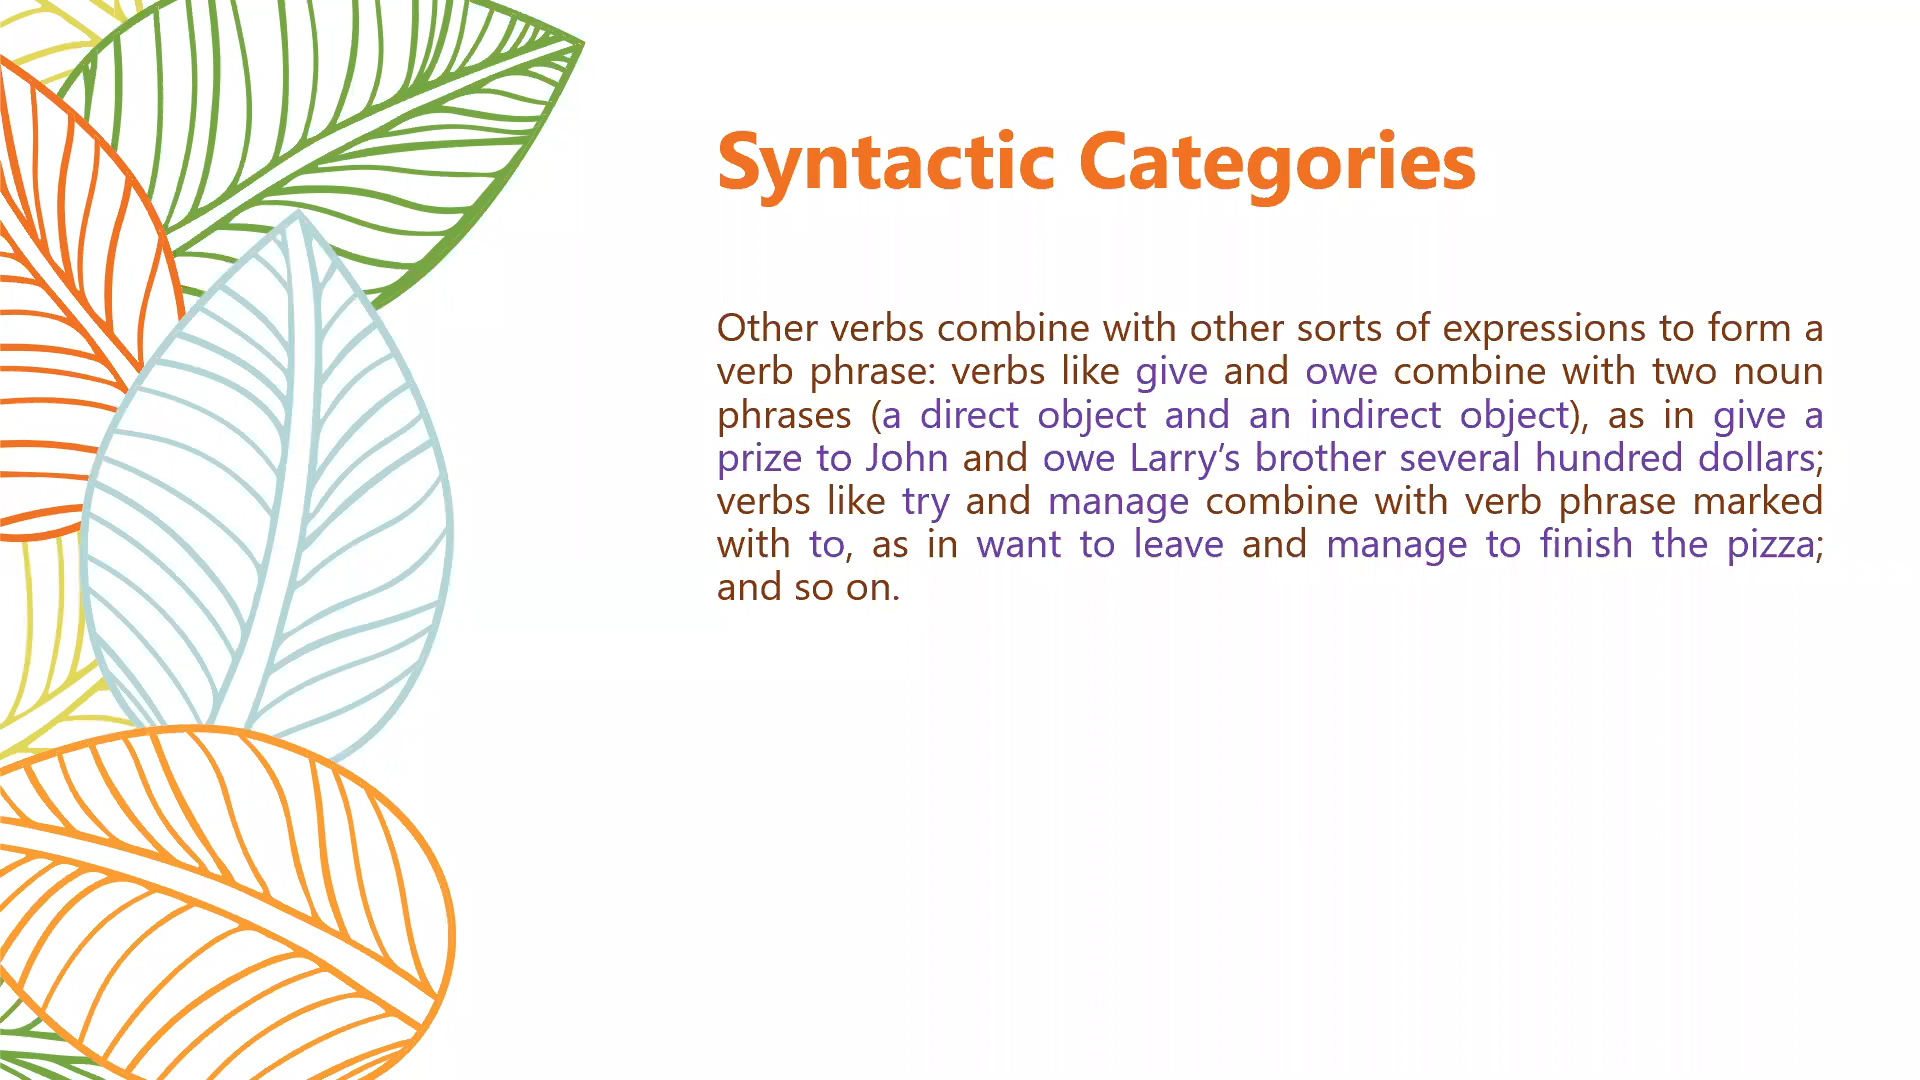 Syntactic Categories
Other verbs combine with other sorts of expressions to form a
verb phrase: verbs like give and owe combine with two noun
phrases (a direct object and an indirect object), as in give a
prize to John and owe Larry’s brother several hundred dollars;
verbs like try and manage combine with verb phrase marked
with to, as in want to leave and manage to finish the pizza;
and so on.